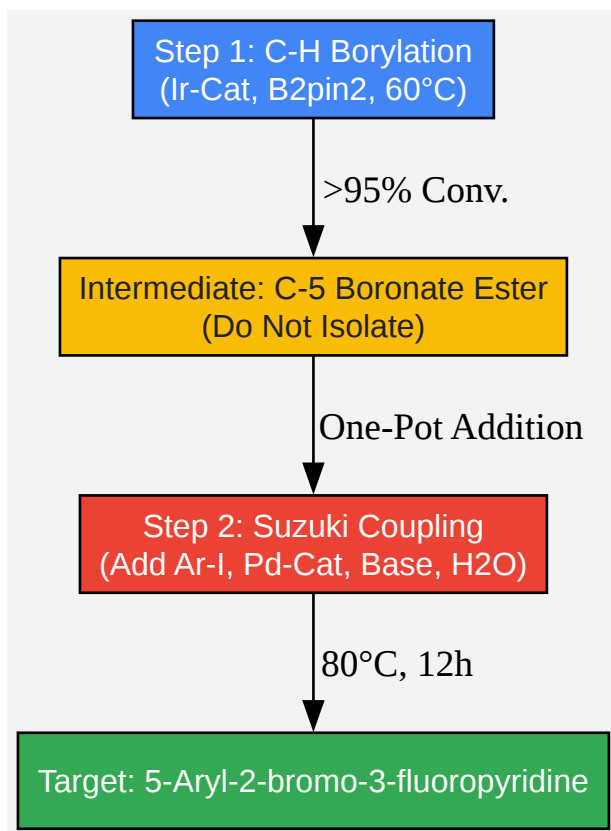 Step 1: C-H Borylation
(Ir-Cat, B2pin2, 60°C)
>95% Conv.
Intermediate: C-5 Boronate Ester
(Do Not Isolate)
One-Pot Addition
Step 2: Suzuki Coupling
(Add Ar-I, Pd-Cat, Base, H2O)
80°C, 12h
Target: 5-Aryl-2-bromo-3-fluoropyridine